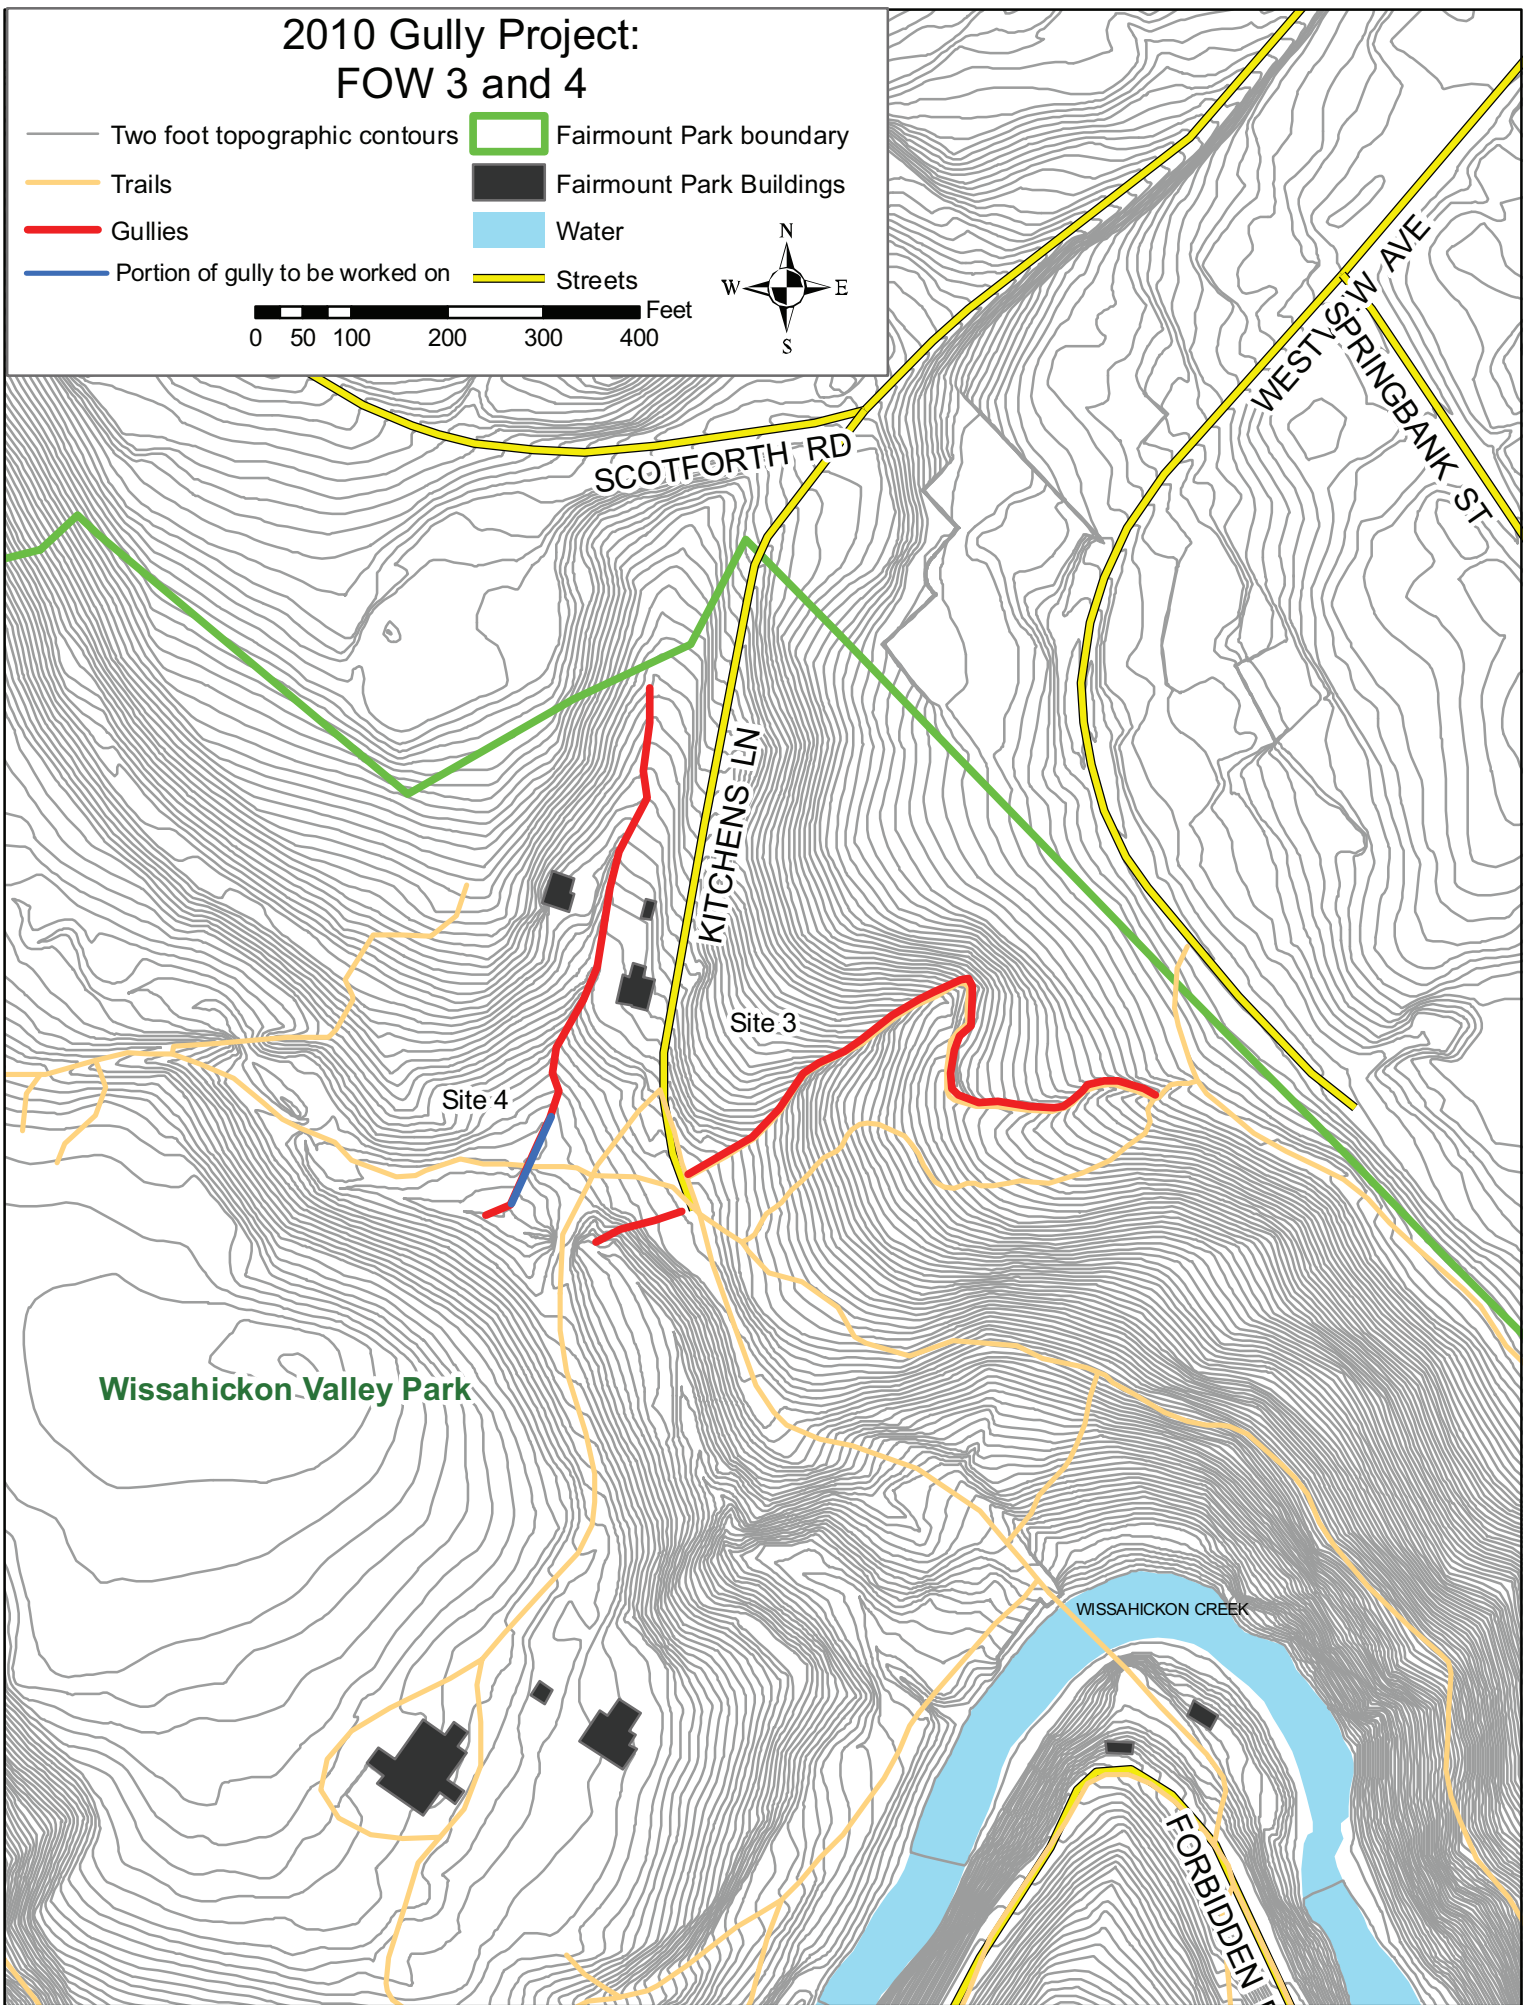 2010 Gully Project:
FOW 3 and 4
Two foot topographic contours
Fairmount Park boundary
Trails
Fairmount Park Buildings
Gullies
Water
Portion of gully to be worked on
Streets
N
W E
S
Feet
0 50 100 200 300 400
WESTV.W AVE
SPRINGBANK ST
SCOTFORTH RD
KITCHENS LN
Site 3
Site 4
Wissahickon Valley Park
WISSAHICKON CREEK
FORBIDDEN